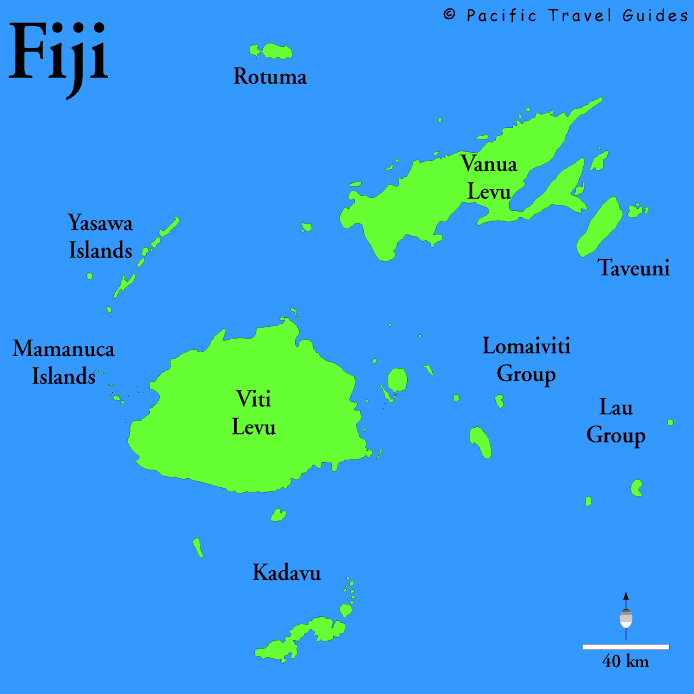 © Pacific Travel Guides
Fiji
Rotuma
Vanua
Levu
Yasawa
Islands
Taveuni
Mamanuca
Islands
Lomaiviti
Group
Viti
Levu
Lau
Group
Kadavu
40 km